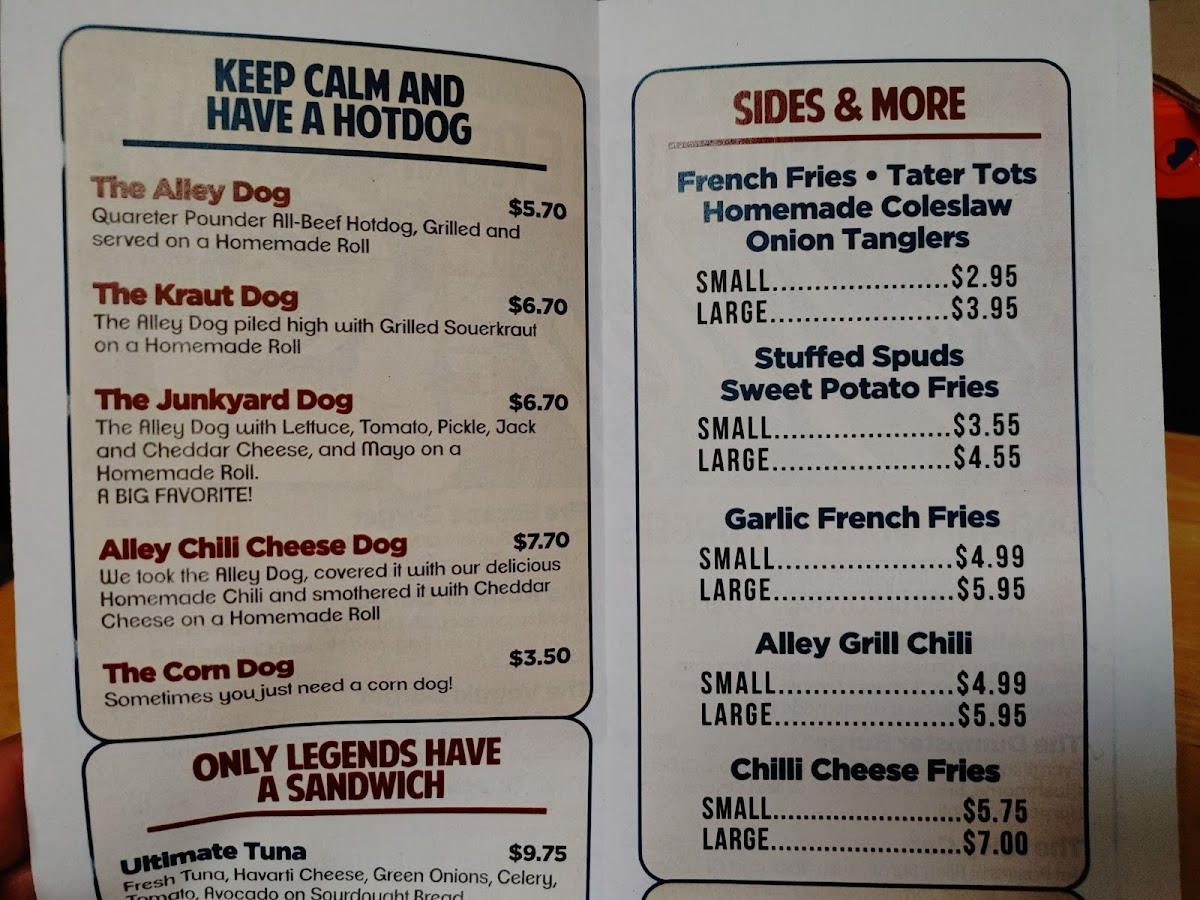 KEEP CALM AND
HAVE A HOTDOG
The Alley Dog $5.70
Quareter Pounder All-Beef Hotdog, Grilled and
served on a Homemade Roll
The Kraut Dog $6.70
The Alley Dog piled high with Grilled Souerkraut
on a Homemade Roll
The Junkyard Dog $6.70
The Alley Dog with Lettuce, Tomato, Pickle, Jack
and Cheddar Cheese, and Mayo on a
Homemade Roll.
A BIG FAVORITE!
Alley Chili Cheese Dog $7.70
We took the Alley Dog, covered it with our delicious
Homemade Chili and smothered it with Cheddar
Cheese on a Homemade Roll
The Corn Dog $3.50
Sometimes you just need a corn dog!
ONLY LEGENDS HAVE
A SANDWICH
Ultimate Tuna $9.75
Fresh Tuna, Havarti Cheese, Green Onions, Celery,
Tomato, Avocado on Sourdough Bread
SIDES & MORE
French Fries • Tater Tots
Homemade Coleslaw
Onion Tanglers
SMALL......................$2.95
LARGE......................$3.95
Stuffed Spuds
Sweet Potato Fries
SMALL......................$3.55
LARGE......................$4.55
Garlic French Fries
SMALL......................$4.99
LARGE......................$5.95
Alley Grill Chili
SMALL......................$4.99
LARGE......................$5.95
Chilli Cheese Fries
SMALL.......................$5.75
LARGE.......................$7.00